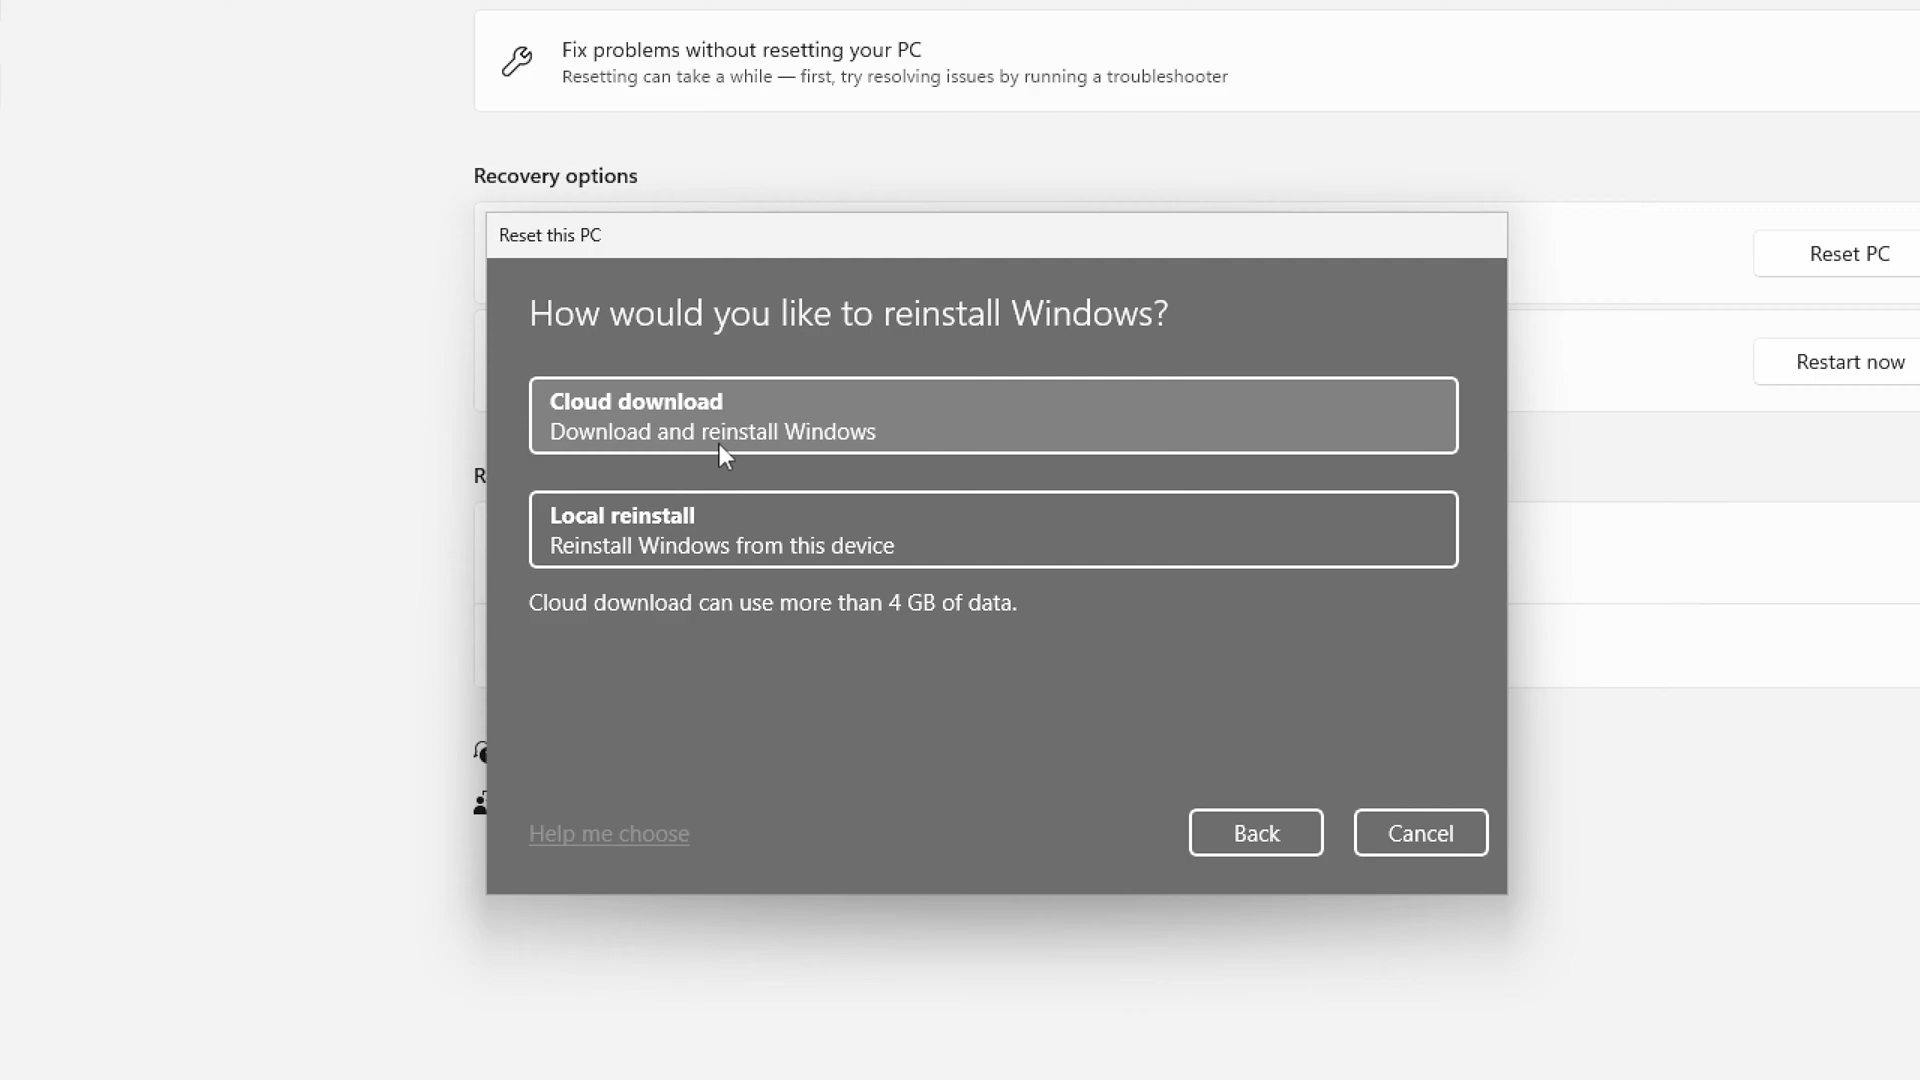 Fix problems without resetting your PC
Resetting can take a while — first, try resolving issues by running a troubleshooter
Recovery options
Reset this PC
Reset PC
How would you like to reinstall Windows?
Restart now
Cloud download
Download and reinstall Windows
R
Local reinstall
Reinstall Windows from this device
Cloud download can use more than 4 GB of data.
Help me choose
Back
Cancel